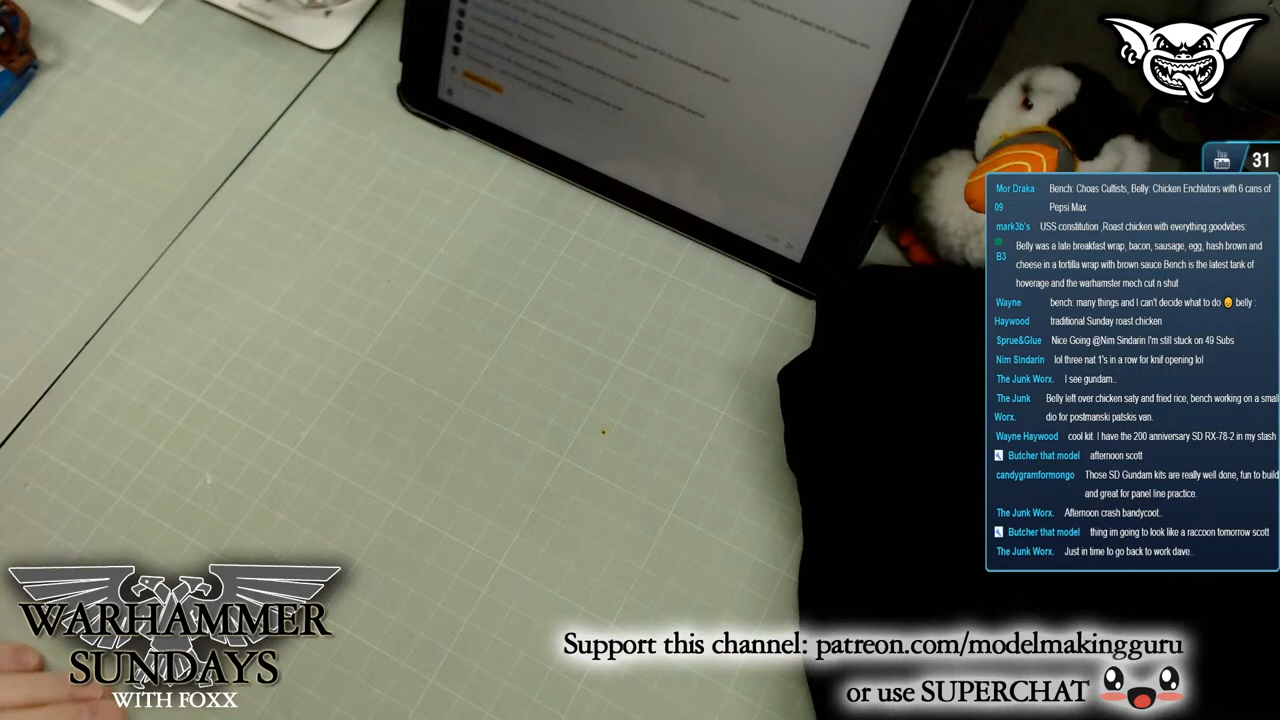 You
Tube
31
Mor Draka Bench: Choas Cultists, Belly: Chicken Enchlators with 6 cans of
09 Pepsi Max
mark3b's USS constitution ,Roast chicken with everything goodvibes:
Belly was a late breakfast wrap, bacon, sausage, egg, hash brown and
B3 cheese in a tortilla wrap with brown sauce Bench is the latest tank of
hoverage and the warhamster mech cut n shut
Wayne bench: many things and I can't decide what to do belly :
Haywood traditional Sunday roast chicken
Sprue&Glue Nice Going @Nim Sindarin I'm still stuck on 49 Subs
Nim Sindarin lol three nat 1's in a row for knif opening lol
The Junk Worx. I see gundam..
The Junk Belly left over chicken saty and fried rice, bench working on a small
Worx. dio for postmanski patskis van.
Wayne Haywood cool kit. I have the 200 anniversary SD RX-78-2 in my stash
Butcher that model afternoon scott
candygramformongo Those SD Gundam kits are really well done, fun to build
and great for panel line practice.
The Junk Worx. Afternoon crash bandycoot..
Butcher that model thing im going to look like a raccoon tomorrow scott
The Junk Worx. Just in time to go back to work dave..
WARHAMMER
SUNDAYS
WITH FOXX
Support this channel: patreon.com/modelmakingguru
or use SUPERCHAT